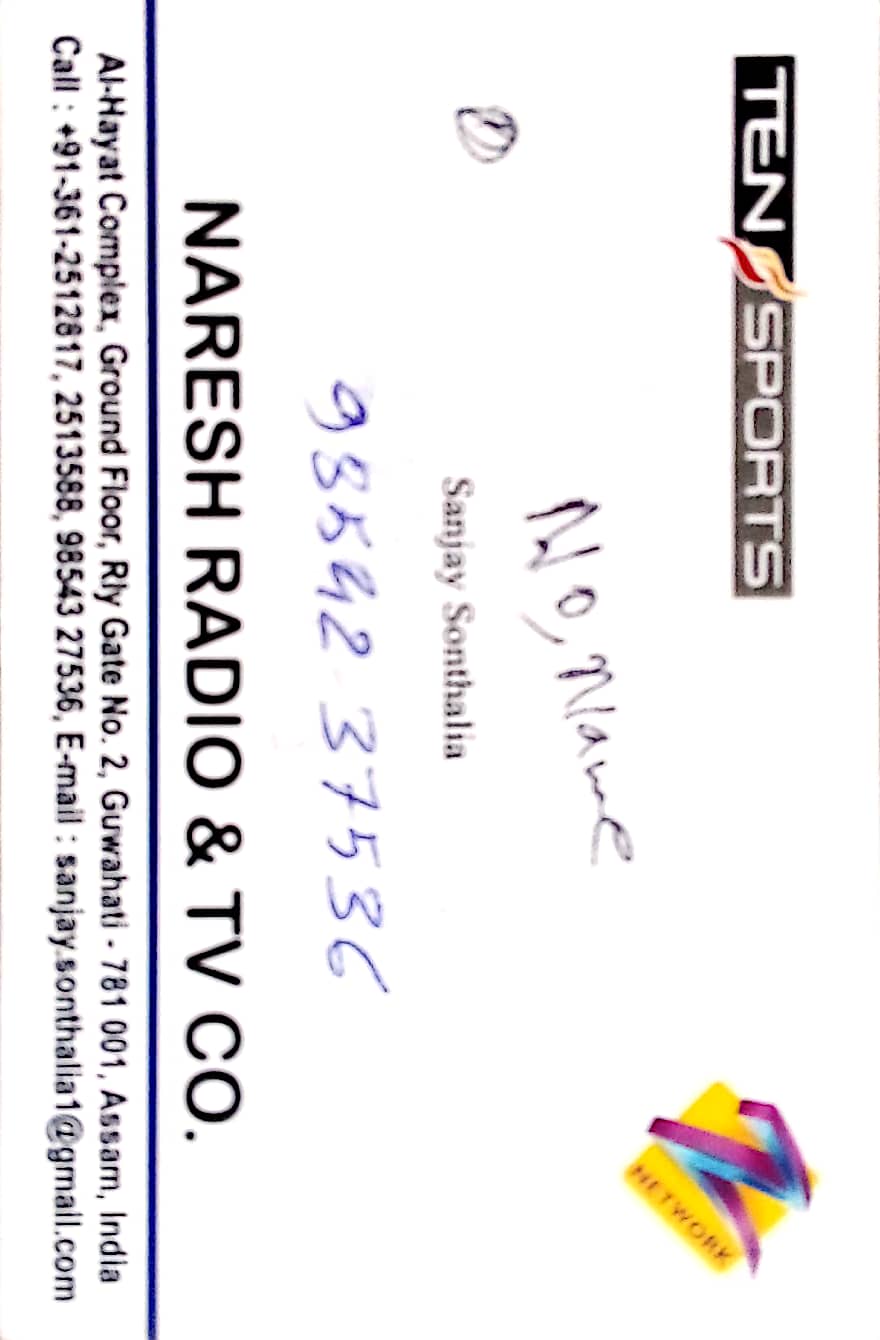 TEN SPORTS
NETWORK
No, Name
1
Sanjay Sonthalia
98542 37536
NARESH RADIO & TV CO.
Al-Hayat Complex, Ground Floor, Rly Gate No. 2, Guwahati - 781 001, Assam, India
Call : +91-361-2512817, 2513588, 98543 27536, E-mail : sanjay.sonthalia1@gmail.com